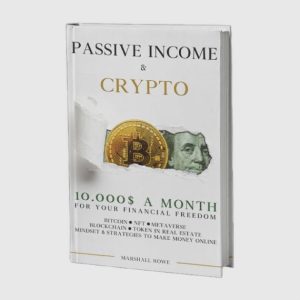 PASSIVE INCOME
&
CRYPTO
10.000$ A MONTH
FOR YOUR FINANCIAL FREEDOM
BITCOIN ● NFT ● METAVERSE
BLOCKCHAIN ● TOKEN IN REAL ESTATE
MINDSET & STRATEGIES TO MAKE MONEY ONLINE
MARSHALL ROWE